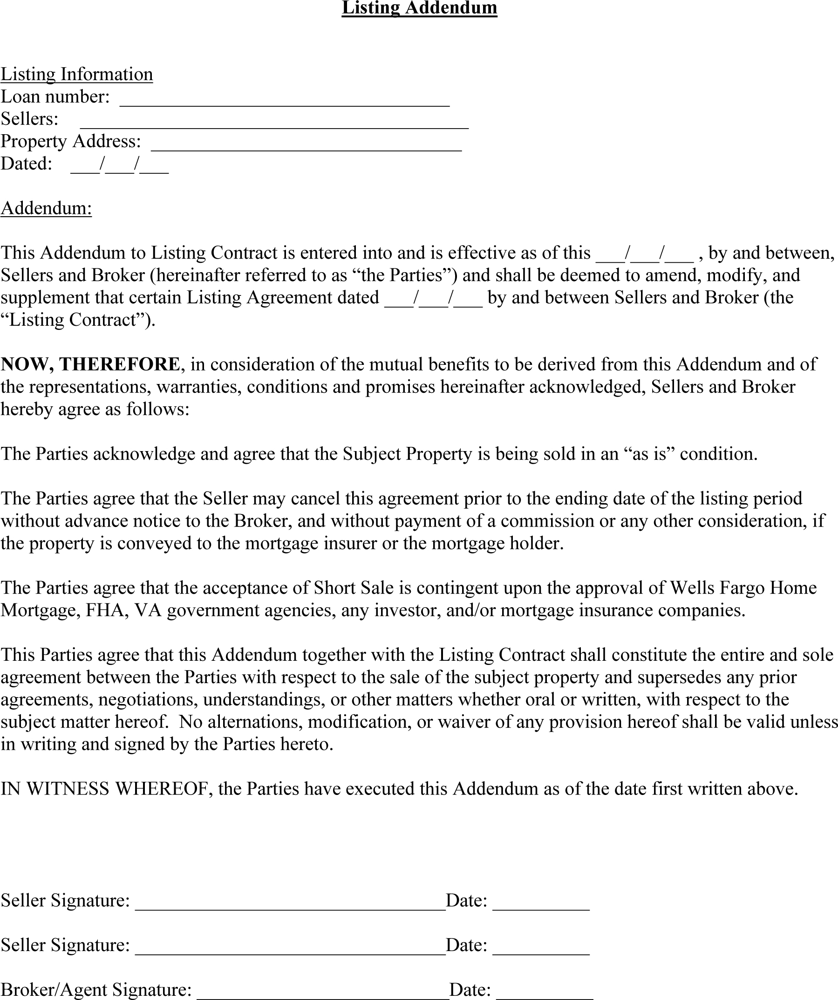 Listing Addendum
Listing Information
Loan number: __________________________________
Sellers: ________________________________________
Property Address: ________________________________
Dated: ___/___/___
Addendum:
This Addendum to Listing Contract is entered into and is effective as of this ___/___/___ , by and between,
Sellers and Broker (hereinafter referred to as “the Parties”) and shall be deemed to amend, modify, and
supplement that certain Listing Agreement dated ___/___/___ by and between Sellers and Broker (the
“Listing Contract”).
NOW, THEREFORE, in consideration of the mutual benefits to be derived from this Addendum and of
the representations, warranties, conditions and promises hereinafter acknowledged, Sellers and Broker
hereby agree as follows:
The Parties acknowledge and agree that the Subject Property is being sold in an “as is” condition.
The Parties agree that the Seller may cancel this agreement prior to the ending date of the listing period
without advance notice to the Broker, and without payment of a commission or any other consideration, if
the property is conveyed to the mortgage insurer or the mortgage holder.
The Parties agree that the acceptance of Short Sale is contingent upon the approval of Wells Fargo Home
Mortgage, FHA, VA government agencies, any investor, and/or mortgage insurance companies.
This Parties agree that this Addendum together with the Listing Contract shall constitute the entire and sole
agreement between the Parties with respect to the sale of the subject property and supersedes any prior
agreements, negotiations, understandings, or other matters whether oral or written, with respect to the
subject matter hereof.  No alternations, modification, or waiver of any provision hereof shall be valid unless
in writing and signed by the Parties hereto.
IN WITNESS WHEREOF, the Parties have executed this Addendum as of the date first written above.
Seller Signature: ________________________________Date: __________
Seller Signature: ________________________________Date: __________
Broker/Agent Signature: __________________________Date: __________